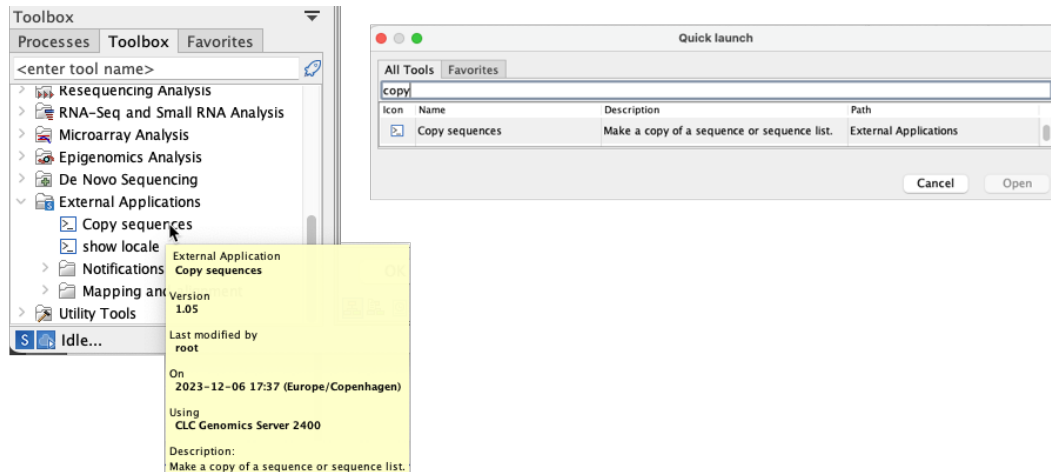 Toolbox
Processes Toolbox Favorites
<enter tool name>
Resequencing Analysis
RNA-Seq and Small RNA Analysis
Microarray Analysis
Epigenomics Analysis
De Novo Sequencing
External Applications
Copy sequences
show locale
Notifications
Mapping and
Utility Tools
S Idle...
External Application
Copy sequences
Version
1.05
Last modified by
root
On
2023-12-06 17:37 (Europe/Copenhagen)
Using
CLC Genomics Server 2400
Description:
Make a copy of a sequence or sequence list.
Quick launch
All Tools Favorites
copy
Icon Name Description Path
Copy sequences Make a copy of a sequence or sequence list. External Applications
Cancel Open